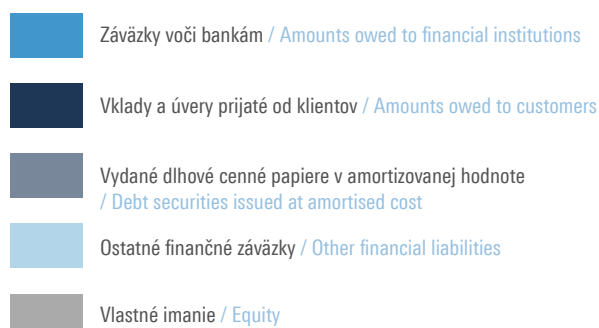 Záväzky voči bankám / Amounts owed to financial institutions
Vklady a úvery prijaté od klientov / Amounts owed to customers
Vydané dlhové cenné papiere v amortizovanej hodnote
/ Debt securities issued at amortised cost
Ostatné finančné záväzky / Other financial liabilities
Vlastné imanie / Equity